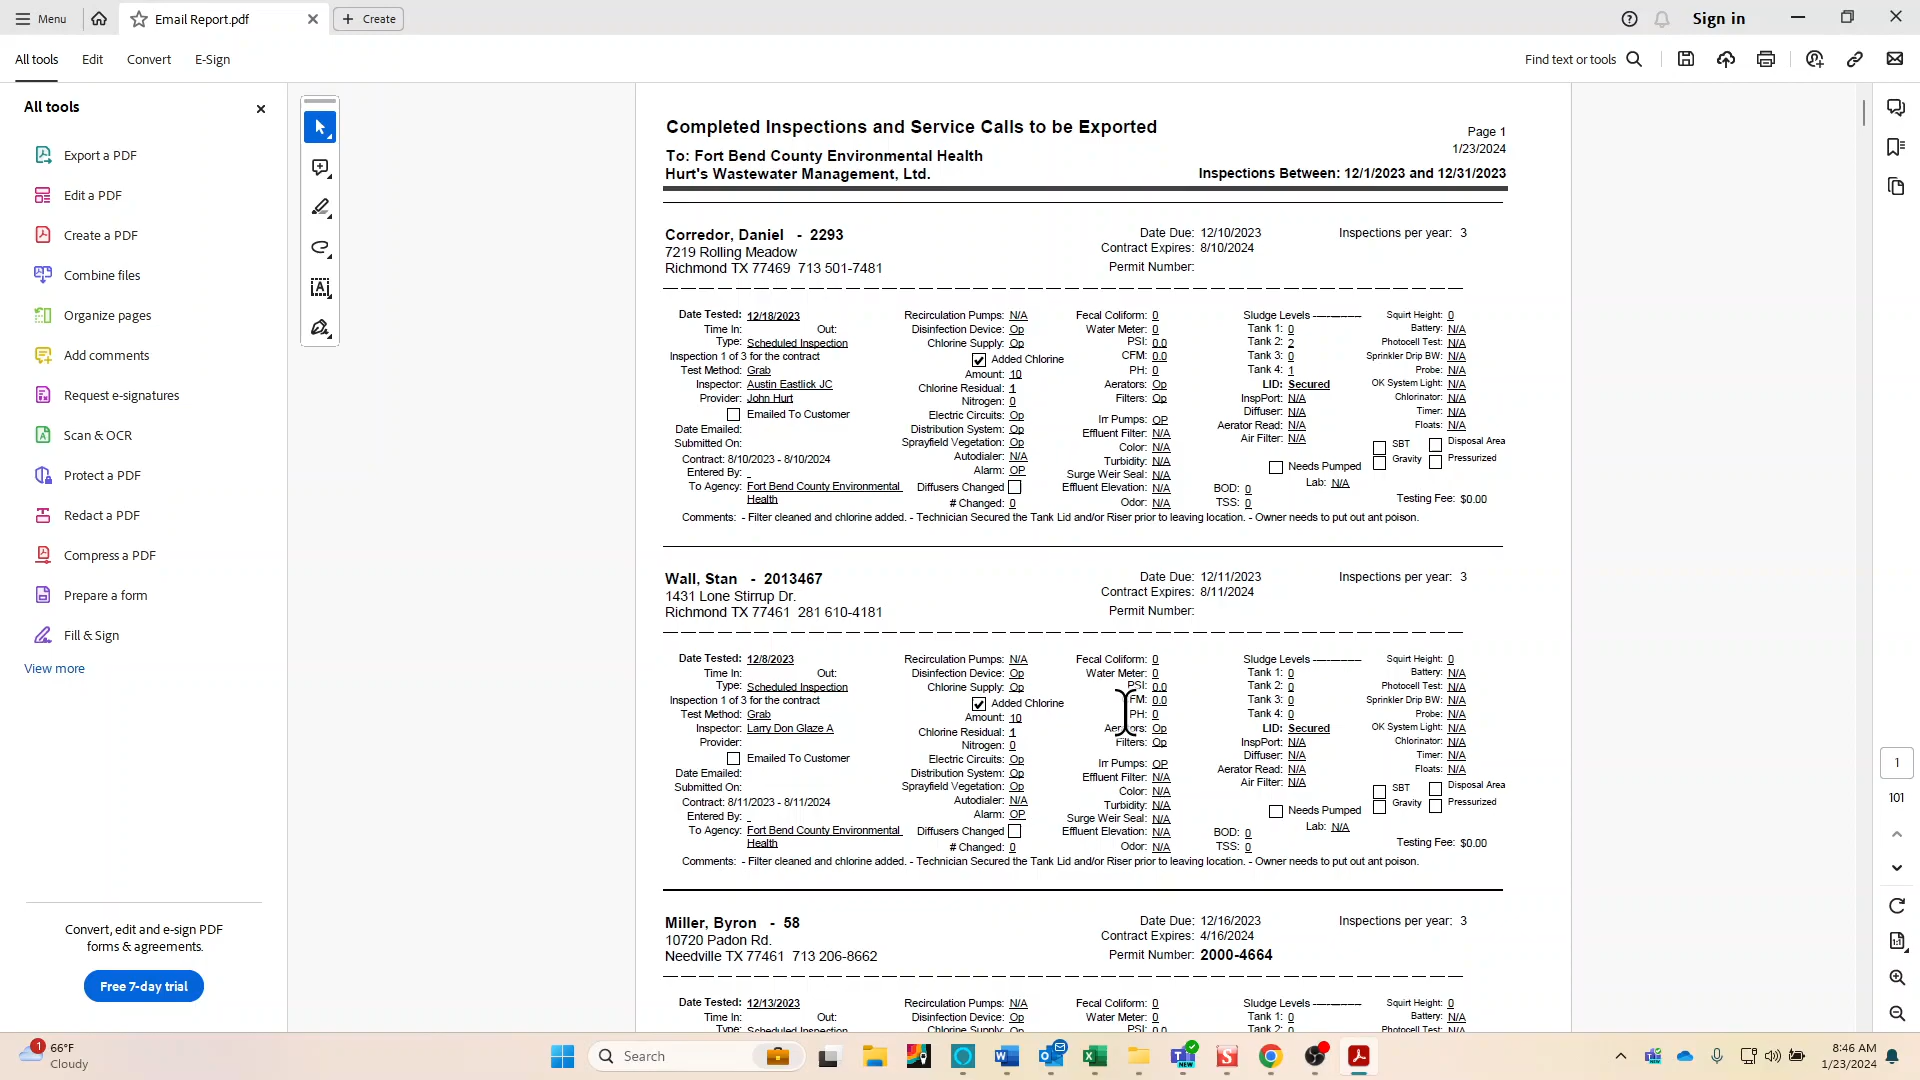 Menu
Email Report.pdf
Create
Sign in
All tools
Edit
Convert
E-Sign
Find text or tools
All tools
Export a PDF
Edit a PDF
Create a PDF
Combine files
Organize pages
Add comments
Request e-signatures
Scan & OCR
Protect a PDF
Redact a PDF
Compress a PDF
Prepare a form
Fill & Sign
View more
Convert, edit and e-sign PDF
forms & agreements.
Free 7-day trial
Completed Inspections and Service Calls to be Exported
Page 1
1/23/2024
To: Fort Bend County Environmental Health
Hurt's Wastewater Management, Ltd.
Inspections Between: 12/1/2023 and 12/31/2023
Corredor, Daniel - 2293
7219 Rolling Meadow
Richmond TX 77469 713 501-7481
Date Due: 12/10/2023
Contract Expires: 8/10/2024
Permit Number:
Inspections per year: 3
Date Tested: 12/18/2023
Time In: Out:
Type: Scheduled Inspection
Inspection 1 of 3 for the contract
Test Method: Grab
Inspector: Austin Eastlick JC
Provider: John Hurt
Emailed To Customer
Date Emailed:
Submitted On:
Contract: 8/10/2023 - 8/10/2024
Entered By:
To Agency: Fort Bend County Environmental
Health
Recirculation Pumps: N/A
Disinfection Device: Op
Chlorine Supply: Op
Added Chlorine
Amount: 10
Chlorine Residual: 1
Nitrogen: 0
Electric Circuits: Op
Distribution System: Op
Sprayfield Vegetation: Op
Autodialer: N/A
Alarm: OP
Diffusers Changed
# Changed: 0
Fecal Coliform: 0
Water Meter: 0
PSI: 0.0
CFM: 0.0
PH: 0
Aerators: Op
Filters: Op
Irr Pumps: OP
Effluent Filter: N/A
Color: N/A
Turbidity: N/A
Surge Weir Seal: N/A
Effluent Elevation: N/A
Odor: N/A
Sludge Levels ----------
Tank 1: 0
Tank 2: 2
Tank 3: 0
Tank 4: 1
LID: Secured
InspPort: N/A
Diffuser: N/A
Aerator Read: N/A
Air Filter: N/A
Needs Pumped
Lab: N/A
BOD: 0
TSS: 0
Squirt Height: 0
Battery: N/A
Photocell Test: N/A
Sprinkler Drip BW: N/A
Probe: N/A
OK System Light: N/A
Chlorinator: N/A
Timer: N/A
Floats: N/A
SBT Disposal Area
Gravity Pressurized
Testing Fee: $0.00
Comments: - Filter cleaned and chlorine added. - Technician Secured the Tank Lid and/or Riser prior to leaving location. - Owner needs to put out ant poison.
Wall, Stan - 2013467
1431 Lone Stirrup Dr.
Richmond TX 77461 281 610-4181
Date Due: 12/11/2023
Contract Expires: 8/11/2024
Permit Number:
Inspections per year: 3
Date Tested: 12/8/2023
Time In: Out:
Type: Scheduled Inspection
Inspection 1 of 3 for the contract
Test Method: Grab
Inspector: Larry Don Glaze A
Provider:
Emailed To Customer
Date Emailed:
Submitted On:
Contract: 8/11/2023 - 8/11/2024
Entered By:
To Agency: Fort Bend County Environmental
Health
Recirculation Pumps: N/A
Disinfection Device: Op
Chlorine Supply: Op
Added Chlorine
Amount: 10
Chlorine Residual: 1
Nitrogen: 0
Electric Circuits: Op
Distribution System: Op
Sprayfield Vegetation: Op
Autodialer: N/A
Alarm: OP
Diffusers Changed
# Changed: 0
Fecal Coliform: 0
Water Meter: 0
PSI: 0.0
FM: 0.0
PH: 0
Aerators: Op
Filters: Op
Irr Pumps: OP
Effluent Filter: N/A
Color: N/A
Turbidity: N/A
Surge Weir Seal: N/A
Effluent Elevation: N/A
Odor: N/A
Sludge Levels ----------
Tank 1: 0
Tank 2: 0
Tank 3: 0
Tank 4: 0
LID: Secured
InspPort: N/A
Diffuser: N/A
Aerator Read: N/A
Air Filter: N/A
Needs Pumped
Lab: N/A
BOD: 0
TSS: 0
Squirt Height: 0
Battery: N/A
Photocell Test: N/A
Sprinkler Drip BW: N/A
Probe: N/A
OK System Light: N/A
Chlorinator: N/A
Timer: N/A
Floats: N/A
SBT Disposal Area
Gravity Pressurized
Testing Fee: $0.00
Comments: - Filter cleaned and chlorine added. - Technician Secured the Tank Lid and/or Riser prior to leaving location. - Owner needs to put out ant poison.
Miller, Byron - 58
10720 Padon Rd.
Needville TX 77461 713 206-8662
Date Due: 12/16/2023
Contract Expires: 4/16/2024
Permit Number: 2000-4664
Inspections per year: 3
Date Tested: 12/13/2023
Time In: Out:
Type: Scheduled Inspection
Recirculation Pumps: N/A
Disinfection Device: Op
Chlorine Supply: Op
Fecal Coliform: 0
Water Meter: 0
PSI: 0.0
Sludge Levels ----------
Tank 1: 0
Tank 2: 0
Squirt Height: 0
Battery: N/A
Photocell Test: N/A
1
101
1
66°F
Cloudy
Search
NEW
8:46 AM
1/23/2024